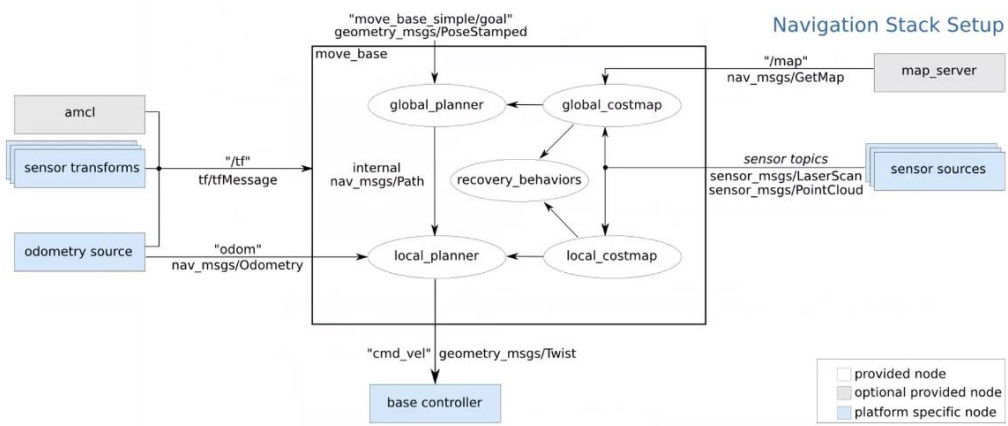 Navigation Stack Setup
"move_base_simple/goal"
geometry_msgs/PoseStamped
move_base
"/map"
nav_msgs/GetMap
map_server
global_planner
global_costmap
amcl
sensor transforms
"/tf"
tf/tfMessage
internal
nav_msgs/Path
recovery_behaviors
sensor topics
sensor_msgs/LaserScan
sensor_msgs/PointCloud
sensor sources
odometry source
"odom"
nav_msgs/Odometry
local_planner
local_costmap
"cmd_vel" geometry_msgs/Twist
base controller
provided node
optional provided node
platform specific node